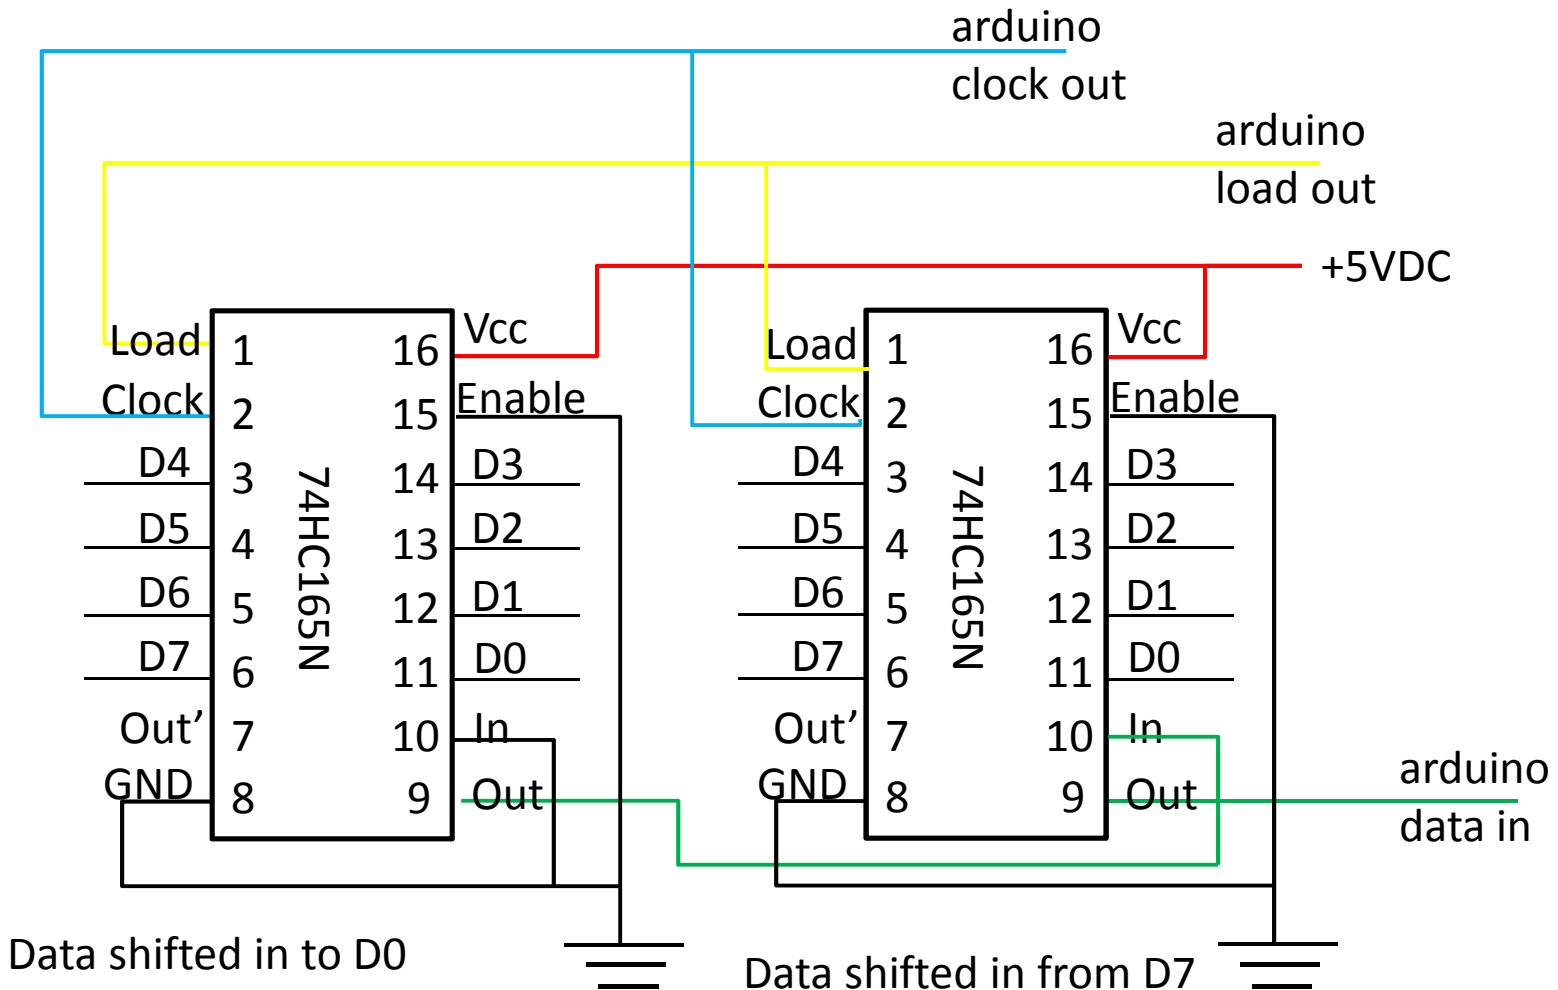 arduino
clock out
arduino
load out
+5VDC
Load
1
16
Vcc
Clock
2
15
Enable
D4
3
14
D3
D5
4
13
D2
D6
5
12
D1
D7
6
11
D0
Out’
7
10
In
GND
8
9
Out
74HC165N
Load
1
16
Vcc
Clock
2
15
Enable
D4
3
14
D3
D5
4
13
D2
D6
5
12
D1
D7
6
11
D0
Out’
7
10
In
GND
8
9
Out
74HC165N
arduino
data in
Data shifted in to D0
Data shifted in from D7